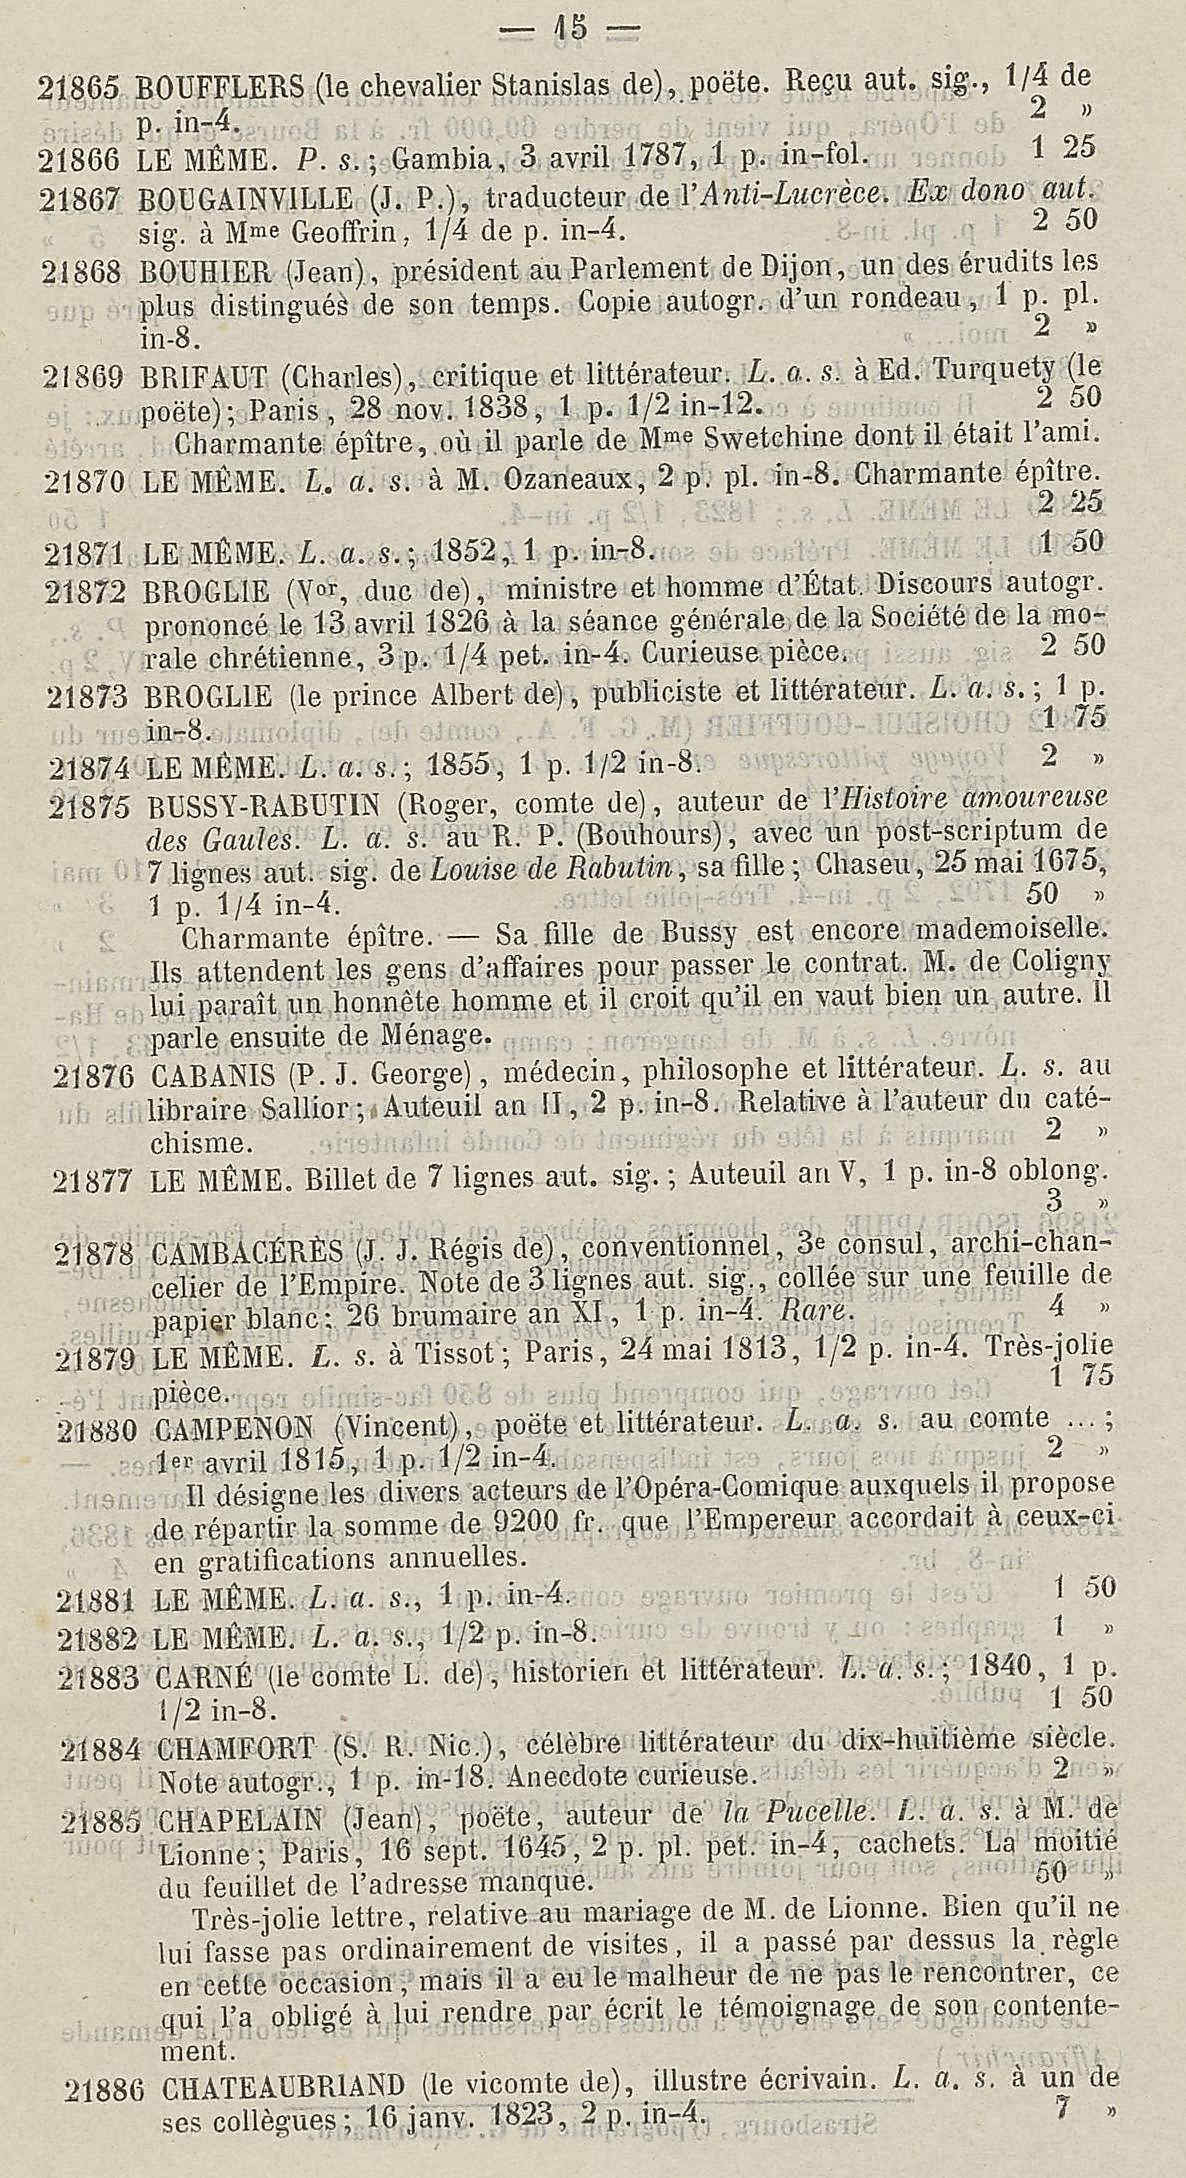 — 15 —
21865 BOUFFLERS (le chevalier Stanislas de), poëte. Reçu aut. sig., 1/4 de
p. in-4. 2 »
21866 LE MÊME. P. s. ; Gambia, 3 avril 1787, 1 p. in-fol. 1 25
21867 BOUGAINVILLE (J. P.), traducteur de l'Anti-Lucrèce. Ex dono aut.
sig. à Mme Geoffrin, 1/4 de p. in-4. 2 50
21868 BOUHIER (Jean), président au Parlement de Dijon, un des érudits les
plus distingués de son temps. Copie autogr. d'un rondeau, 1 p. pl.
in-8. 2 »
21869 BRIFAUT (Charles), critique et littérateur. L. a. s. à Ed. Turquety (le
poëte); Paris, 28 nov. 1838, 1 p. 1/2 in-12. 2 50
Charmante épître, où il parle de Mme Swetchine dont il était l'ami.
21870 LE MÊME. L. a. s. à M. Ozaneaux, 2 p. pl. in-8. Charmante épître.
2 25
21871 LE MÊME. L. a. s. ; 1852, 1 p. in-8. 1 50
21872 BROGLIE (Vor, duc de), ministre et homme d'État. Discours autogr.
prononcé le 13 avril 1826 à la séance générale de la Société de la mo-
rale chrétienne, 3 p. 1/4 pet. in-4. Curieuse pièce. 2 50
21873 BROGLIE (le prince Albert de), publiciste et littérateur. L. a. s. ; 1 p.
in-8. 1 75
21874 LE MÊME. L. a. s. ; 1855, 1 p. 1/2 in-8. 2 »
21875 BUSSY-RABUTIN (Roger, comte de), auteur de l'Histoire amoureuse
des Gaules. L. a. s. au R. P. (Bouhours), avec un post-scriptum de
7 lignes aut. sig. de Louise de Rabutin, sa fille ; Chaseu, 25 mai 1675,
1 p. 1/4 in-4. 50 »
Charmante épître. — Sa fille de Bussy est encore mademoiselle.
Ils attendent les gens d'affaires pour passer le contrat. M. de Coligny
lui paraît un honnête homme et il croit qu'il en vaut bien un autre. Il
parle ensuite de Ménage.
21876 CABANIS (P. J. George), médecin, philosophe et littérateur. L. s. au
libraire Sallior ; Auteuil an II, 2 p. in-8. Relative à l'auteur du caté-
chisme. 2 »
21877 LE MÊME. Billet de 7 lignes aut. sig. ; Auteuil an V, 1 p. in-8 oblong.
3 »
21878 CAMBACÉRÈS (J. J. Régis de), conventionnel, 3e consul, archi-chan-
celier de l'Empire. Note de 3 lignes aut. sig., collée sur une feuille de
papier blanc ; 26 brumaire an XI, 1 p. in-4. Rare. 4 »
21879 LE MÊME. L. s. à Tissot ; Paris, 24 mai 1813, 1/2 p. in-4. Très-jolie
pièce. 1 75
21880 CAMPENON (Vincent), poëte et littérateur. L. a. s. au comte ... ;
1er avril 1815, 1 p. 1/2 in-4. 2 »
Il désigne les divers acteurs de l'Opéra-Comique auxquels il propose
de répartir la somme de 9200 fr. que l'Empereur accordait à ceux-ci
en gratifications annuelles.
21881 LE MÊME. L. a. s., 1 p. in-4. 1 50
21882 LE MÊME. L. a. s., 1/2 p. in-8. 1 »
21883 CARNÉ (le comte L. de), historien et littérateur. L. a. s. ; 1840, 1 p.
1/2 in-8. 1 50
21884 CHAMFORT (S. R. Nic.), célèbre littérateur du dix-huitième siècle.
Note autogr., 1 p. in-18. Anecdote curieuse. 2 »
21885 CHAPELAIN (Jean), poëte, auteur de la Pucelle. L. a. s. à M. de
Lionne ; Paris, 16 sept. 1645, 2 p. pl. pet. in-4, cachets. La moitié
du feuillet de l'adresse manque. 50 »
Très-jolie lettre, relative au mariage de M. de Lionne. Bien qu'il ne
lui fasse pas ordinairement de visites, il a passé par dessus la règle
en cette occasion, mais il a eu le malheur de ne pas le rencontrer, ce
qui l'a obligé à lui rendre par écrit le témoignage de son contente-
ment.
21886 CHATEAUBRIAND (le vicomte de), illustre écrivain. L. a. s. à un de
ses collègues ; 16 janv. 1823, 2 p. in-4. 7 »